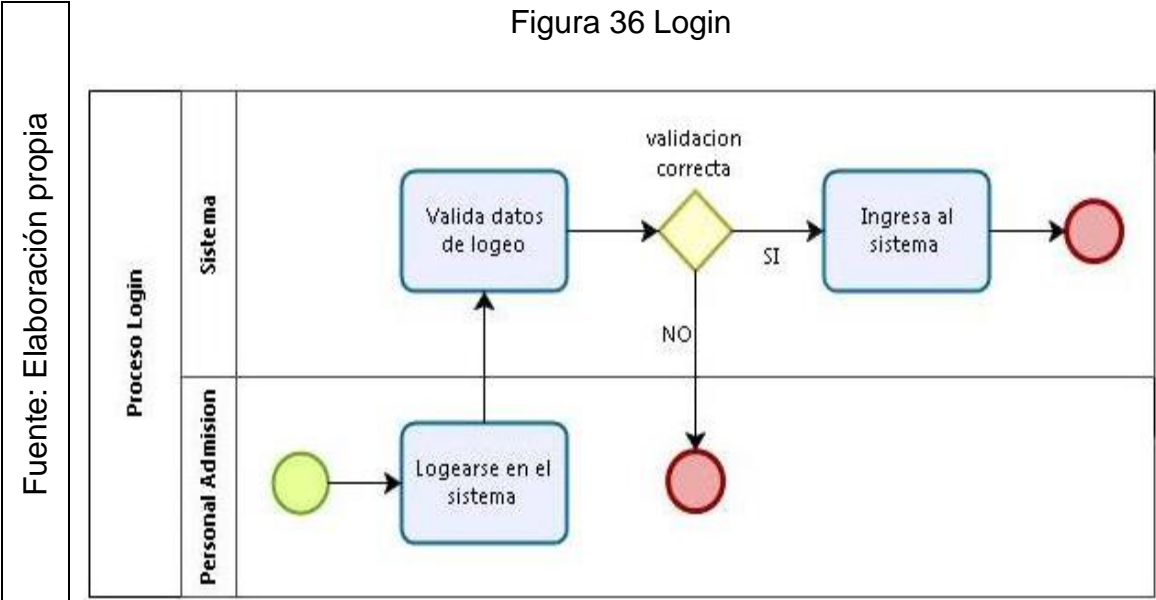 Figura 36 Login
Fuente: Elaboración propia
Proceso Login
Sistema
Valida datos
de logeo
validacion
correcta
SI
NO
Ingresa al
sistema
Personal Admision
Logearse en el
sistema